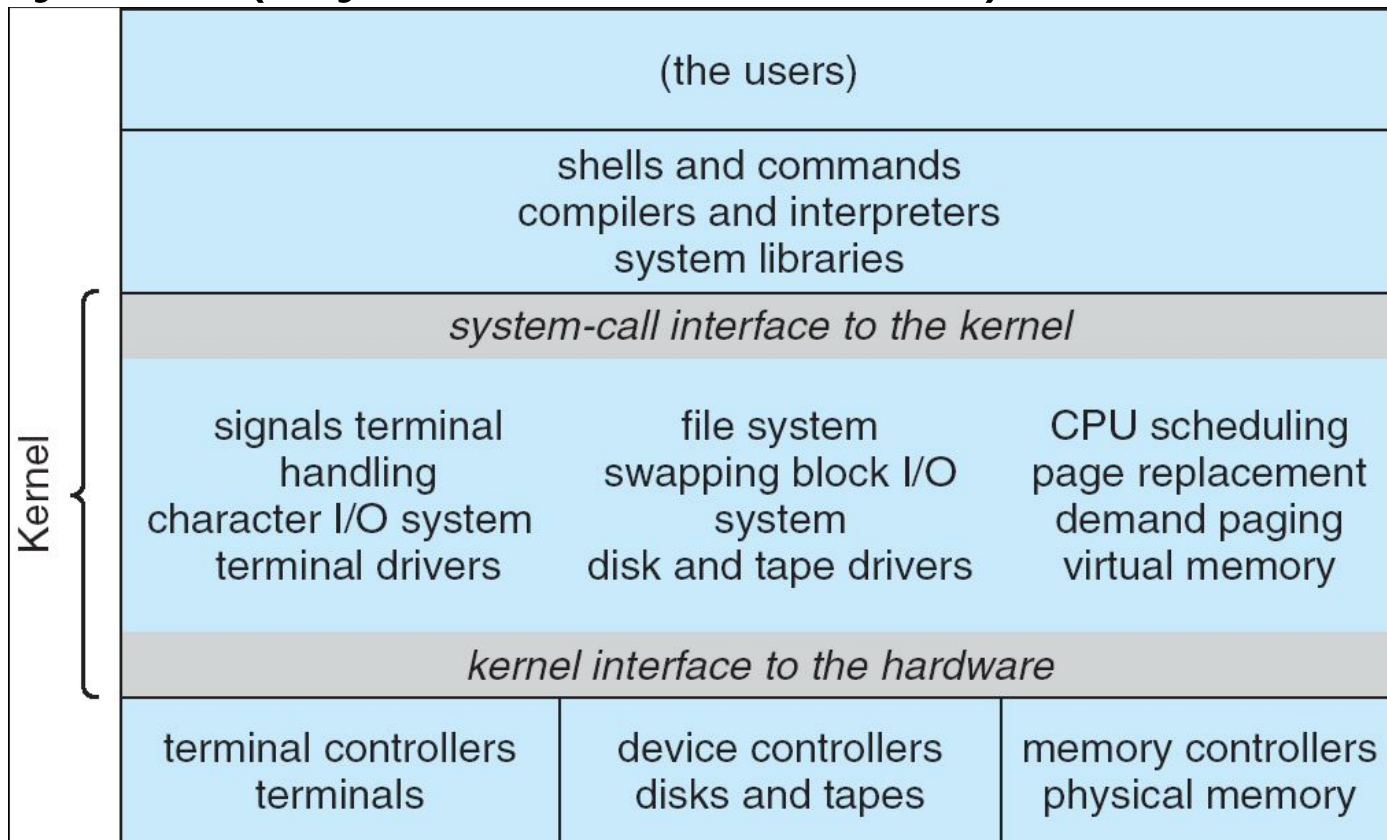 (the users)
shells and commands
compilers and interpreters
system libraries
system-call interface to the kernel
Kernel
signals terminal
handling
character I/O system
terminal drivers
file system
swapping block I/O
system
disk and tape drivers
CPU scheduling
page replacement
demand paging
virtual memory
kernel interface to the hardware
terminal controllers
terminals
device controllers
disks and tapes
memory controllers
physical memory